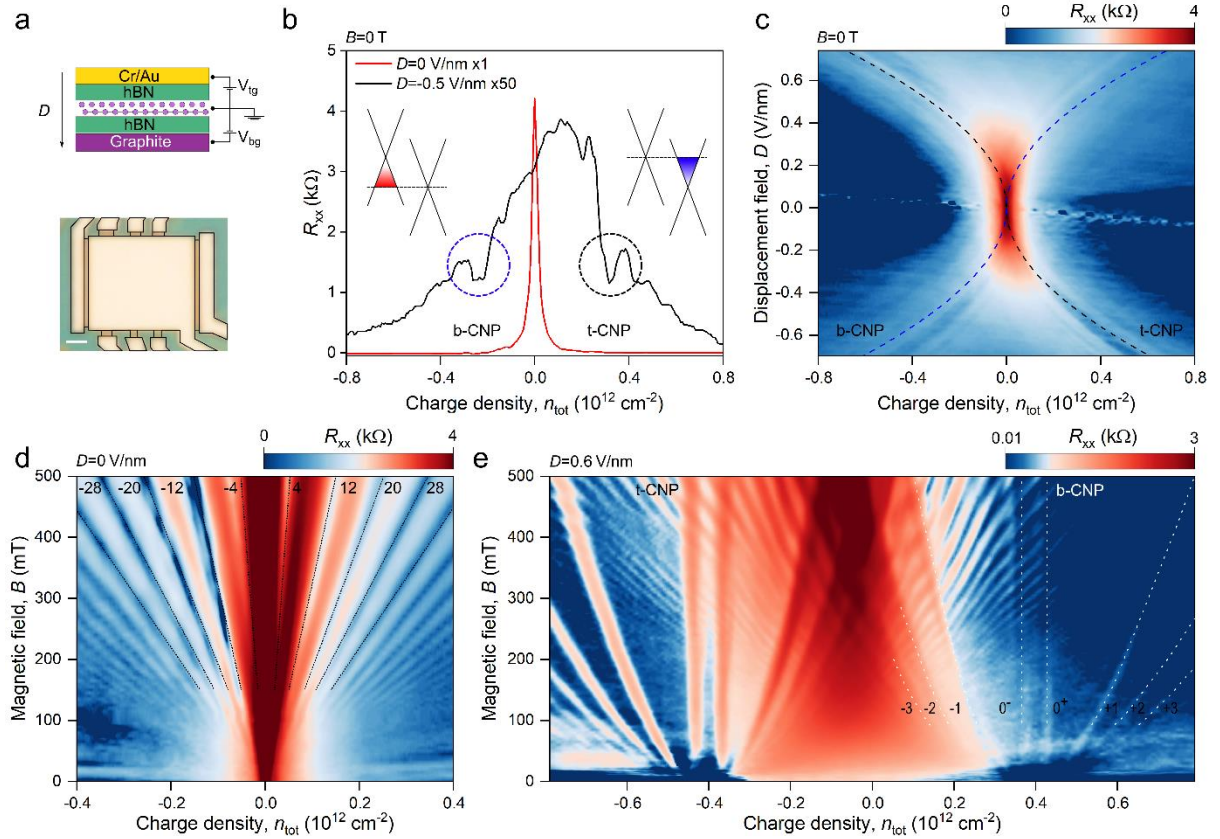 a
D
Cr/Au
hBN
hBN
Graphite
Vtg
Vbg
b
B=0 T
D=0 V/nm x1
D=-0.5 V/nm x50
Rxx (kΩ)
5
4
3
2
1
0
b-CNP
t-CNP
-0.8 -0.4 0.0 0.4 0.8
Charge density, ntot (10¹² cm⁻²)
c
0 Rxx (kΩ) 4
B=0 T
Displacement field, D (V/nm)
0.6
0.4
0.2
0.0
-0.2
-0.4
-0.6
b-CNP
t-CNP
-0.8 -0.4 0.0 0.4 0.8
Charge density, ntot (10¹² cm⁻²)
d
0 Rxx (kΩ) 4
D=0 V/nm
-28 -20 -12 -4 4 12 20 28
Magnetic field, B (mT)
500
400
300
200
100
0
-0.4 -0.2 0.0 0.2 0.4
Charge density, ntot (10¹² cm⁻²)
e
0.01 Rxx (kΩ) 3
D=0.6 V/nm
t-CNP
b-CNP
Magnetic field, B (mT)
500
400
300
200
100
0
-3 -2 -1 0⁻ 0⁺ +1 +2 +3
-0.6 -0.4 -0.2 0.0 0.2 0.4 0.6
Charge density, ntot (10¹² cm⁻²)